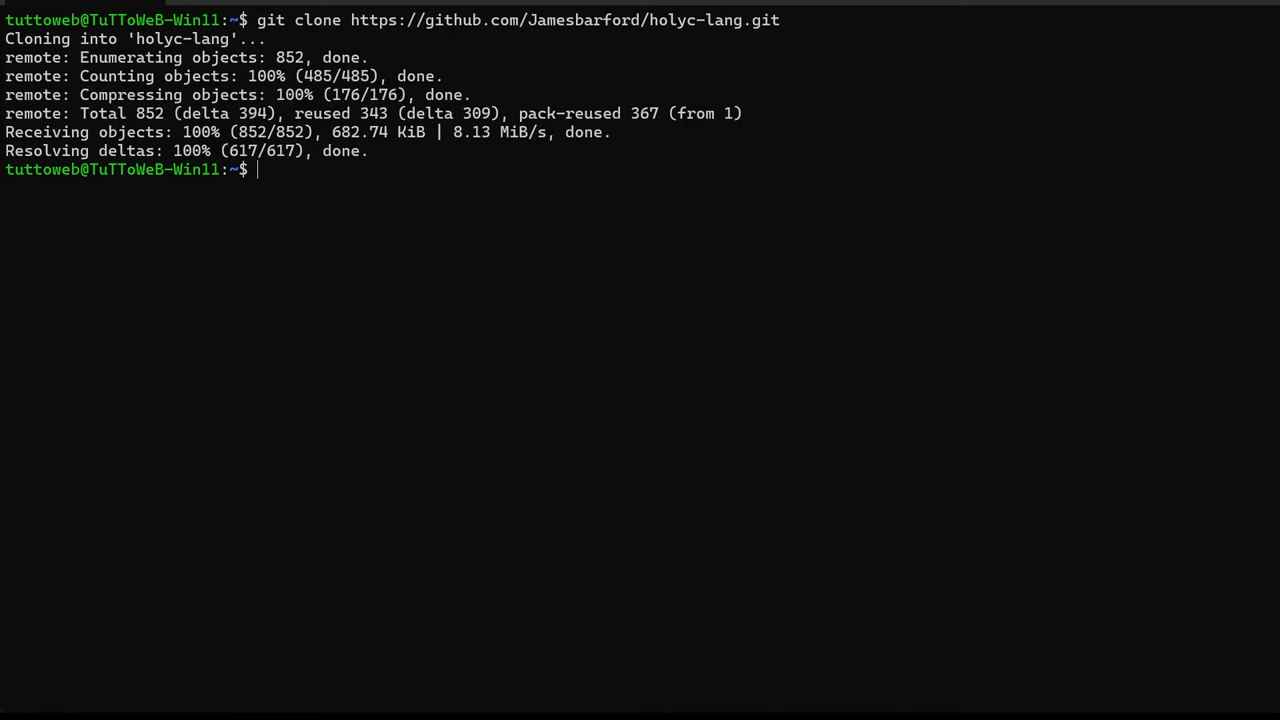 tuttoweb@TuTToWeB-Win11:~$ git clone https://github.com/Jamesbarford/holyc-lang.git
Cloning into 'holyc-lang'...
remote: Enumerating objects: 852, done.
remote: Counting objects: 100% (485/485), done.
remote: Compressing objects: 100% (176/176), done.
remote: Total 852 (delta 394), reused 343 (delta 309), pack-reused 367 (from 1)
Receiving objects: 100% (852/852), 682.74 KiB | 8.13 MiB/s, done.
Resolving deltas: 100% (617/617), done.
tuttoweb@TuTToWeB-Win11:~$